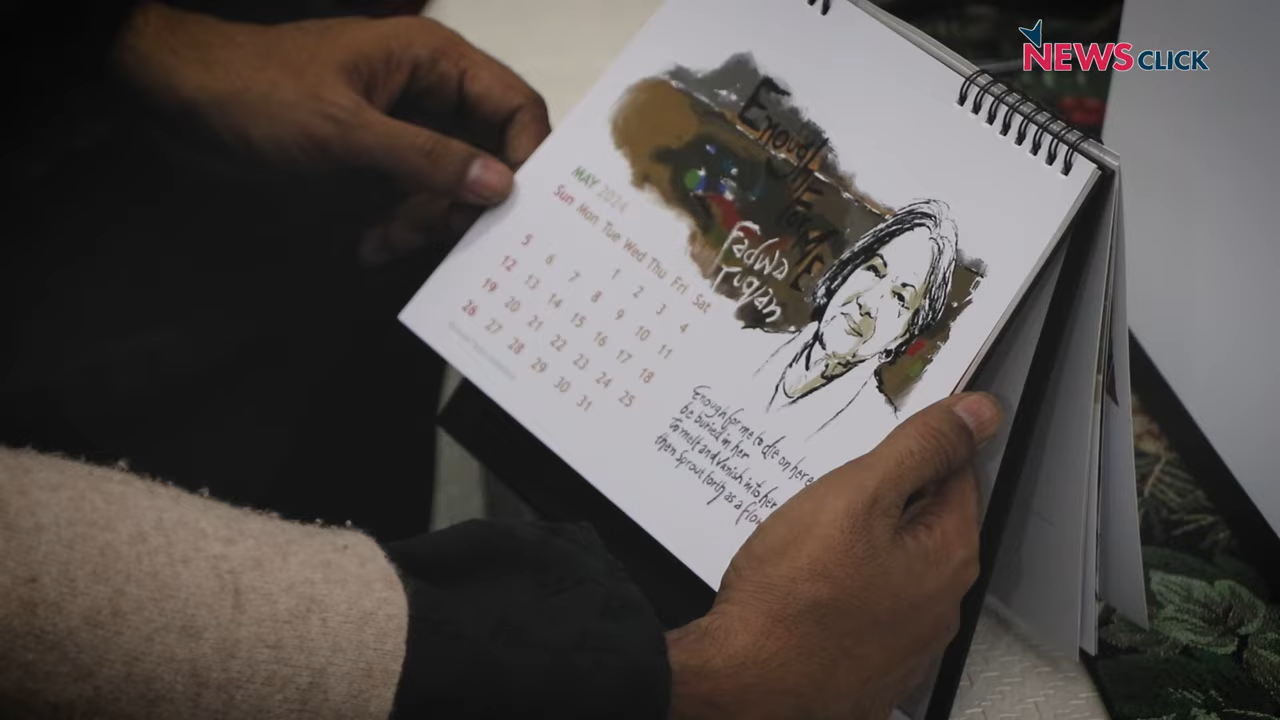 NEWSCLICK
Enough
For ME
Fadwa
Tuqan
MAY 2024
Sun Mon Tue Wed Thu Fri Sat
1 2 3 4
5 6 7 8 9 10 11
12 13 14 15 16 17 18
19 20 21 22 23 24 25
26 27 28 29 30 31
Enough for me to die on here
be buried in her
to melt and vanish into her
then sprout forth as a